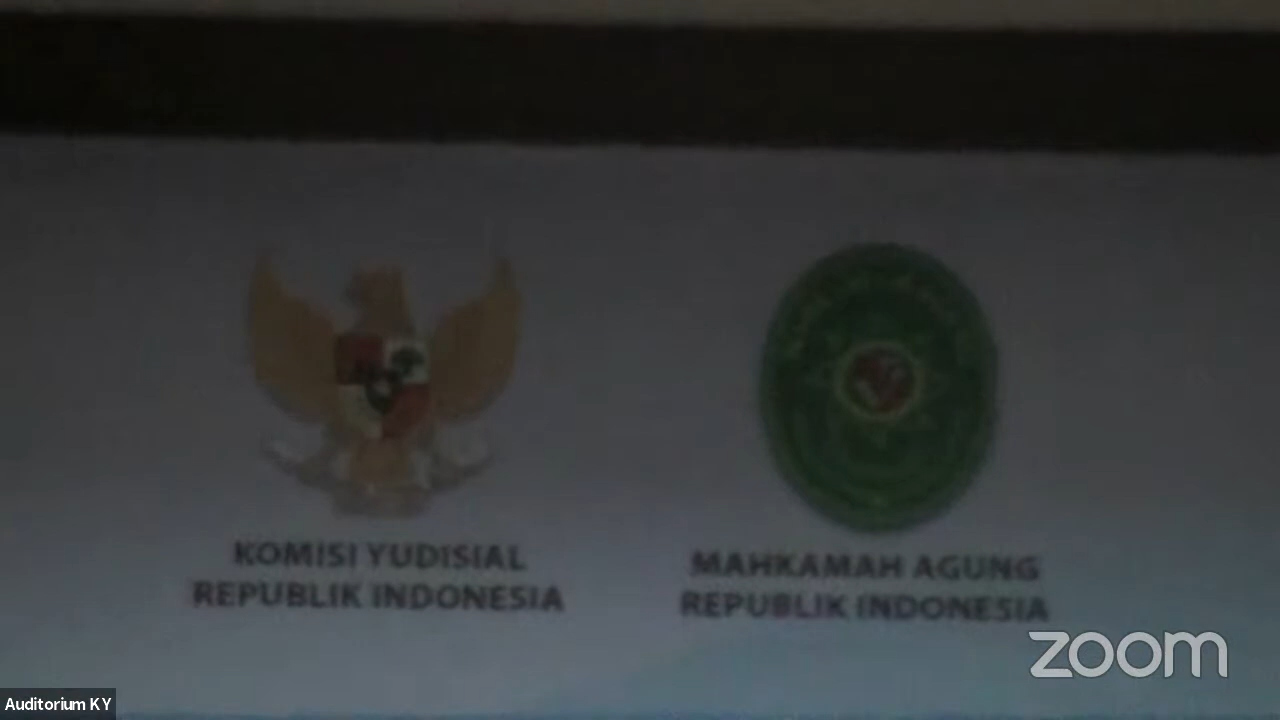 KOMISI YUDISIAL
REPUBLIK INDONESIA
MAHKAMAH AGUNG
REPUBLIK INDONESIA
zoom
Auditorium KY